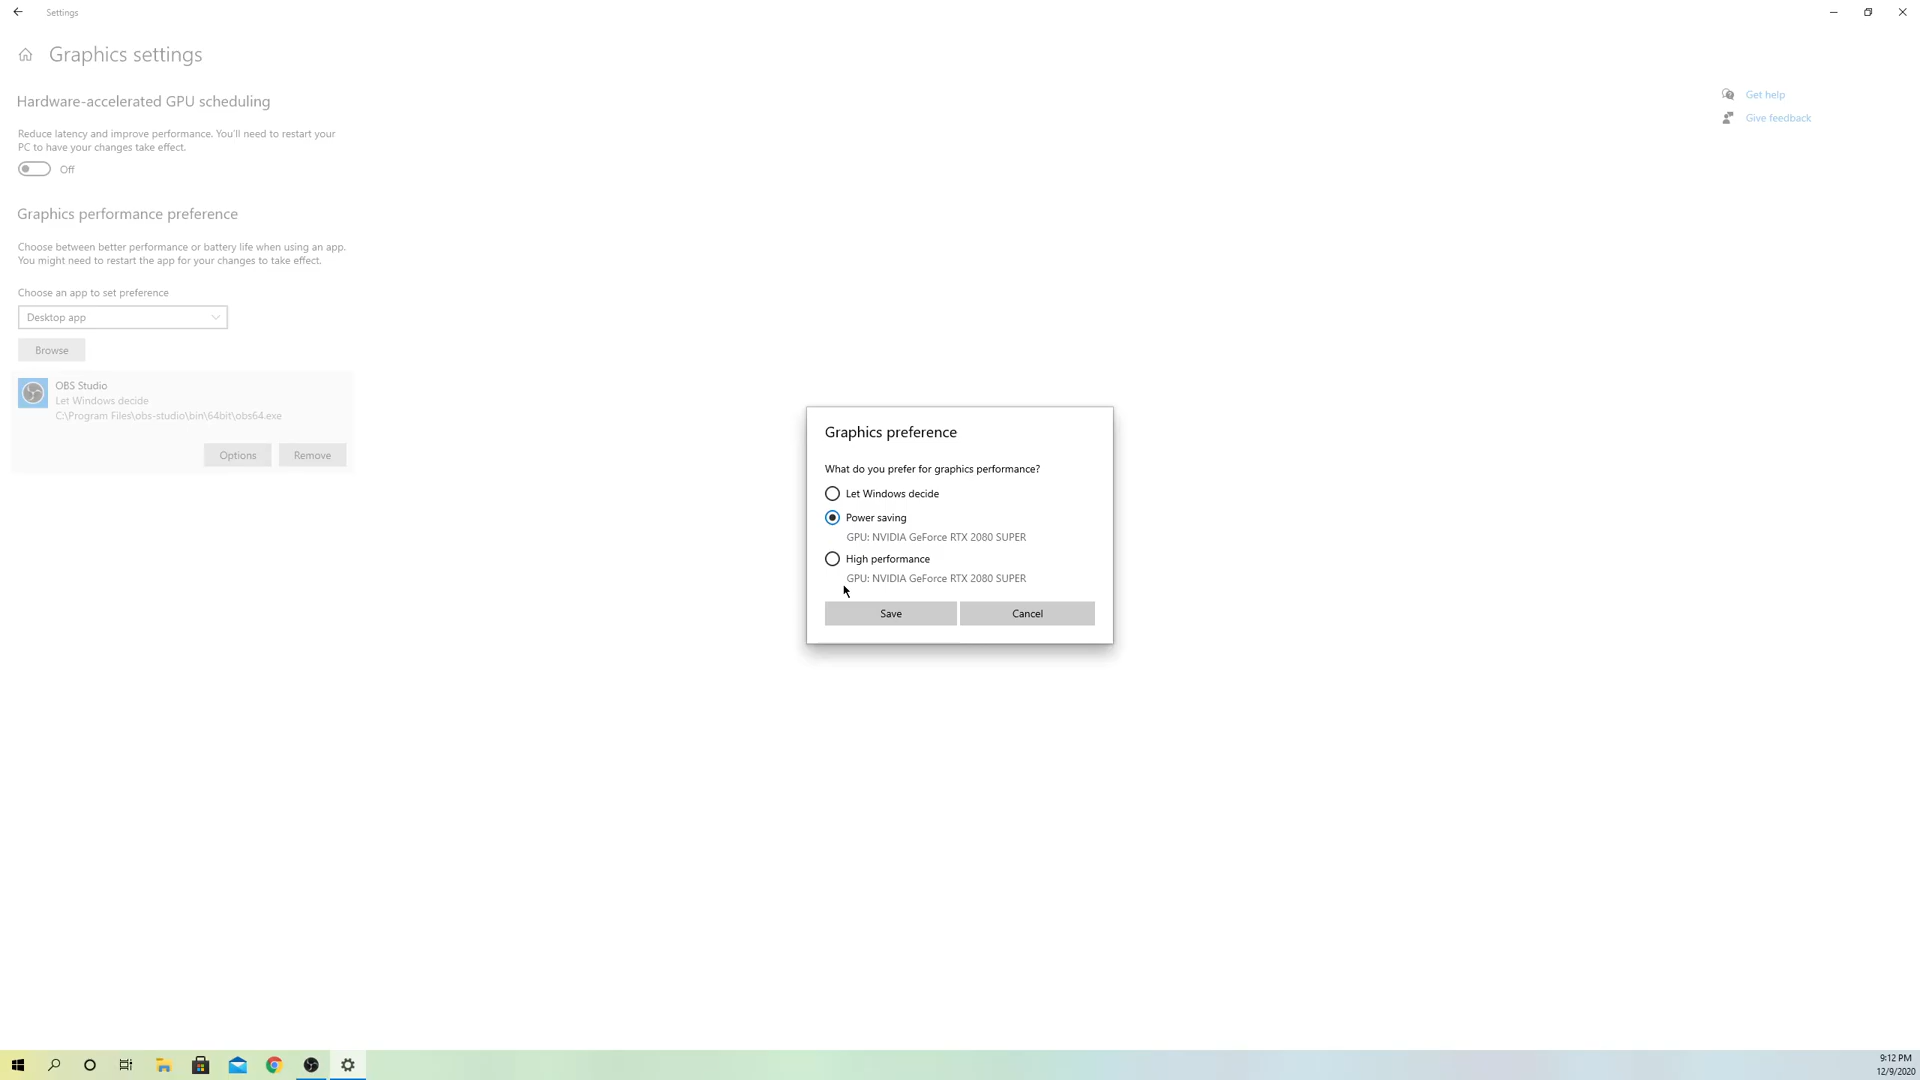 Settings
Graphics settings
Hardware-accelerated GPU scheduling
Reduce latency and improve performance. You'll need to restart your
PC to have your changes take effect.
Off
Graphics performance preference
Choose between better performance or battery life when using an app.
You might need to restart the app for your changes to take effect.
Choose an app to set preference
Desktop app
Browse
OBS Studio
Let Windows decide
C:\Program Files\obs-studio\bin\64bit\obs64.exe
Options
Remove
Get help
Give feedback
Graphics preference
What do you prefer for graphics performance?
Let Windows decide
Power saving
GPU: NVIDIA GeForce RTX 2080 SUPER
High performance
GPU: NVIDIA GeForce RTX 2080 SUPER
Save
Cancel
9:12 PM
12/9/2020